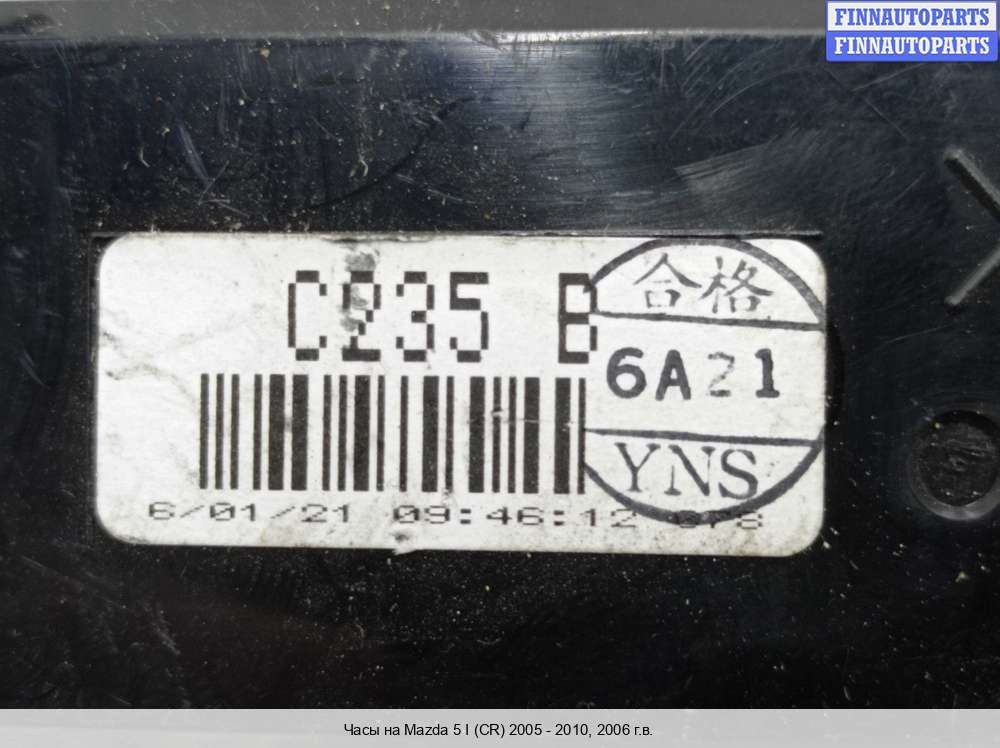 FINNAUTOPARTS
FINNAUTOPARTS
C235 B
合格
6A21
YNS
6/01/21 09:46:12 078
Часы на Mazda 5 I (CR) 2005 - 2010, 2006 г.в.